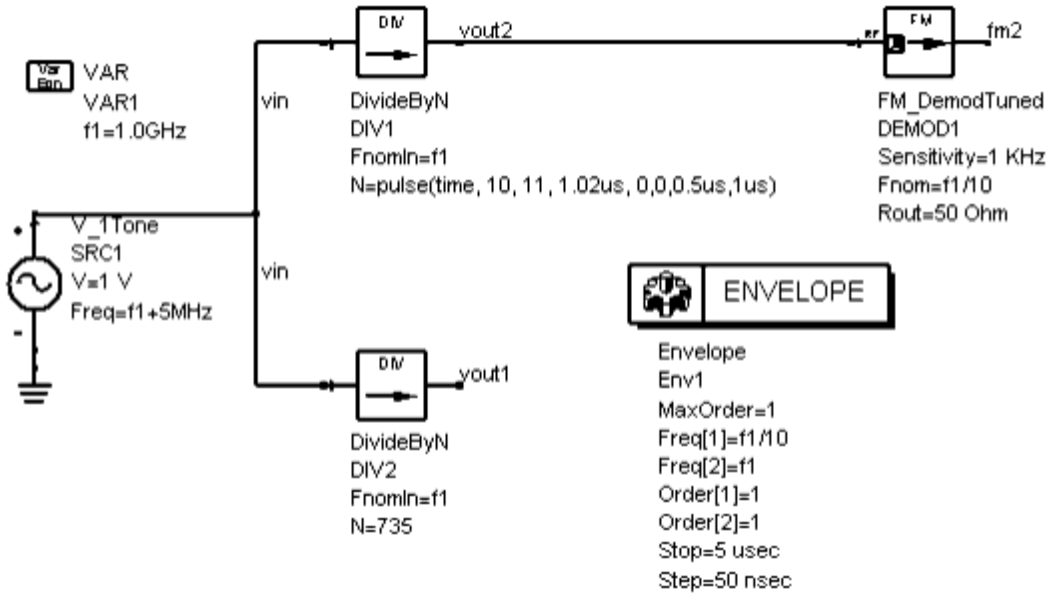 DIV
vout2
RF
FM
fm2
Var
Eqn
VAR
VAR1
f1=1.0GHz
vin
DivideByN
DIV1
FnomIn=f1
N=pulse(time, 10, 11, 1.02us, 0,0,0.5us,1us)
FM_DemodTuned
DEMOD1
Sensitivity=1 KHz
Fnom=f1/10
Rout=50 Ohm
V_1Tone
SRC1
V=1 V
Freq=f1+5MHz
vin
ENVELOPE
Envelope
Env1
MaxOrder=1
Freq[1]=f1/10
Freq[2]=f1
Order[1]=1
Order[2]=1
Stop=5 usec
Step=50 nsec
DIV
vout1
DivideByN
DIV2
FnomIn=f1
N=735